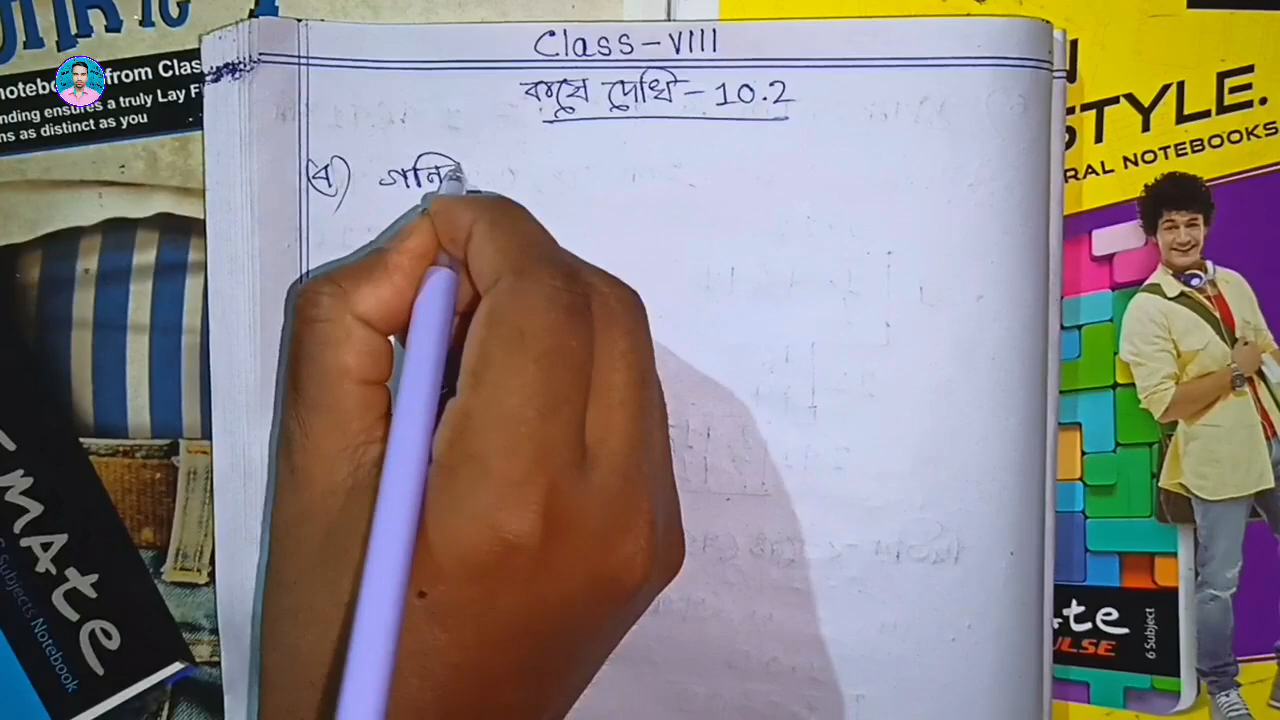 Class - VIII
কষে দেখি - 10.2
from Clas
nding ensures a truly Lay Fl
ns as distinct as you
STYLE.
RAL NOTEBOOKS
MATE
Subjects Notebook
te
ULSE
6 Subject